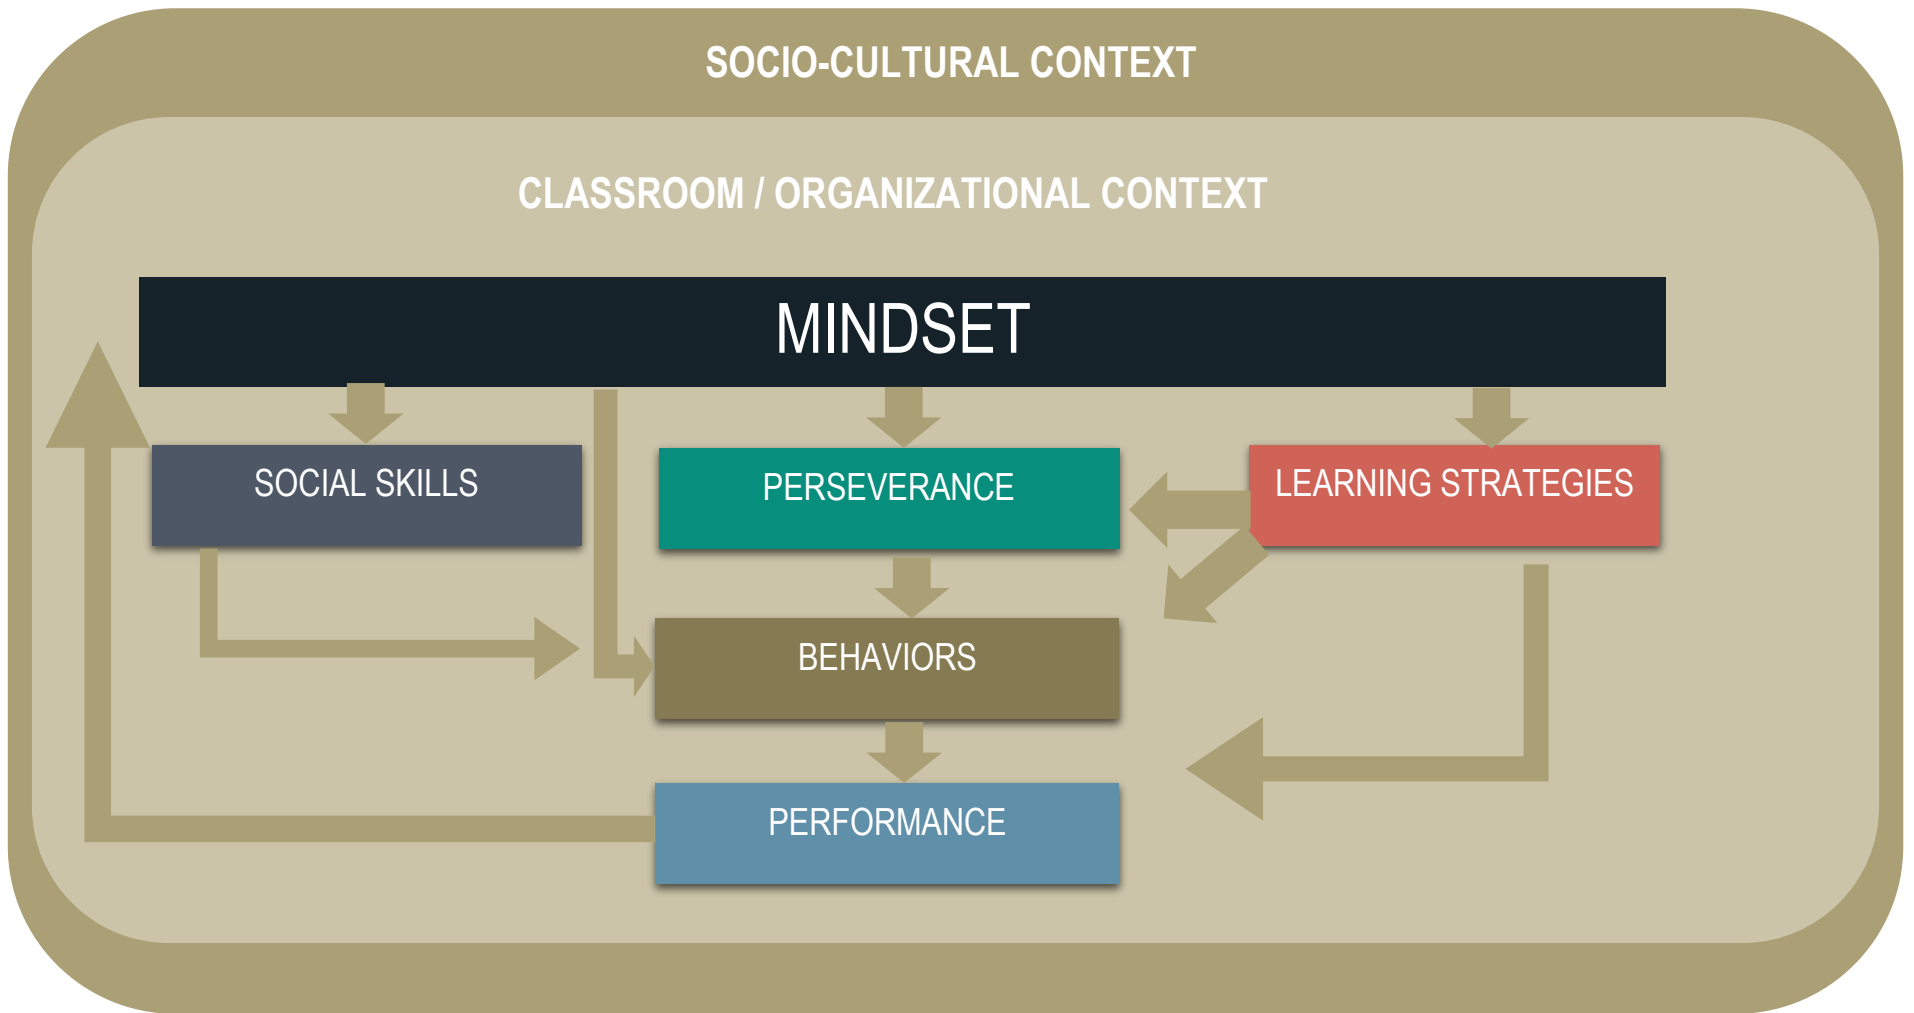 SOCIO-CULTURAL CONTEXT
CLASSROOM / ORGANIZATIONAL CONTEXT
MINDSET
SOCIAL SKILLS
PERSEVERANCE
LEARNING STRATEGIES
BEHAVIORS
PERFORMANCE